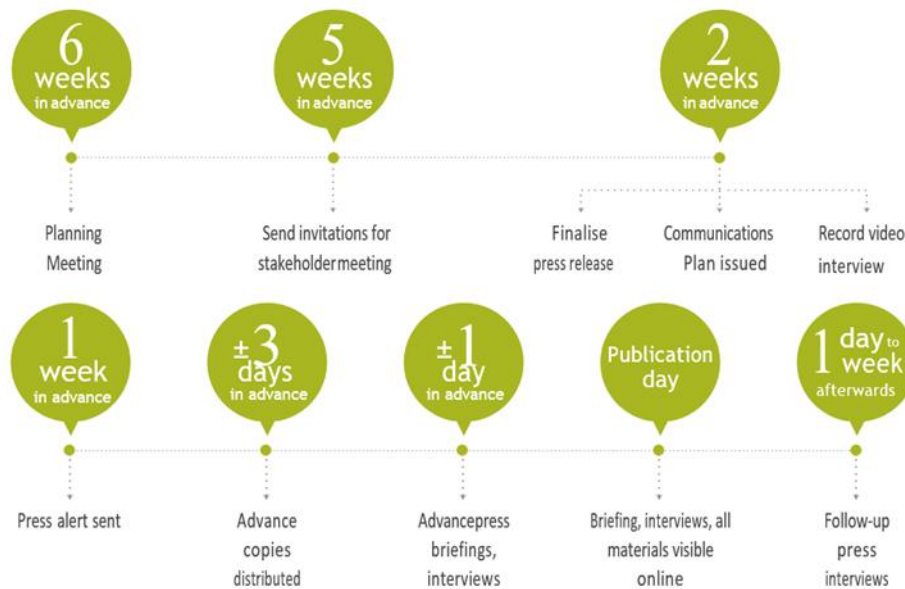 6
weeks
in advance
5
weeks
in advance
2
weeks
in advance
Planning
Meeting
Send invitations for
stakeholdermeeting
Finalise
press release
Communications
Plan issued
Record video
interview
1
week
in advance
±3
days
in advance
±1
day
in advance
Publication
day
1 day to
week
afterwards
Press alert sent
Advance
copies
distributed
Advancepress
briefings,
interviews
Briefing, interviews, all
materials visible
online
Follow-up
press
interviews